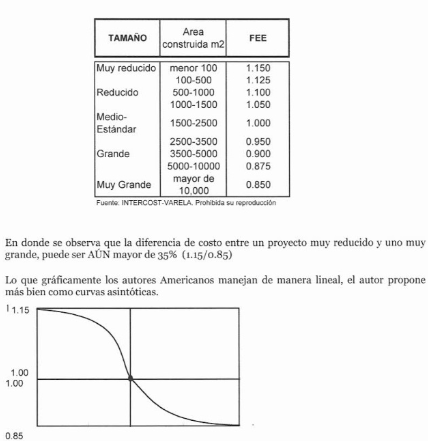 TAMAÑO Area construida m2 FEE
Muy reducido menor 100 1.150
100-500 1.125
Reducido 500-1000 1.100
1000-1500 1.050
Medio-Estándar 1500-2500 1.000
2500-3500 0.950
Grande 3500-5000 0.900
5000-10000 0.875
Muy Grande mayor de 10,000 0.850
Fuente: INTERCOST-VARELA. Prohibida su reproducción
En donde se observa que la diferencia de costo entre un proyecto muy reducido y uno muy
grande, puede ser AÚN mayor de 35% (1.15/0.85)
Lo que gráficamente los autores Americanos manejan de manera lineal, el autor propone
más bien como curvas asintóticas.
1 1.15
1.00
1.00
0.85